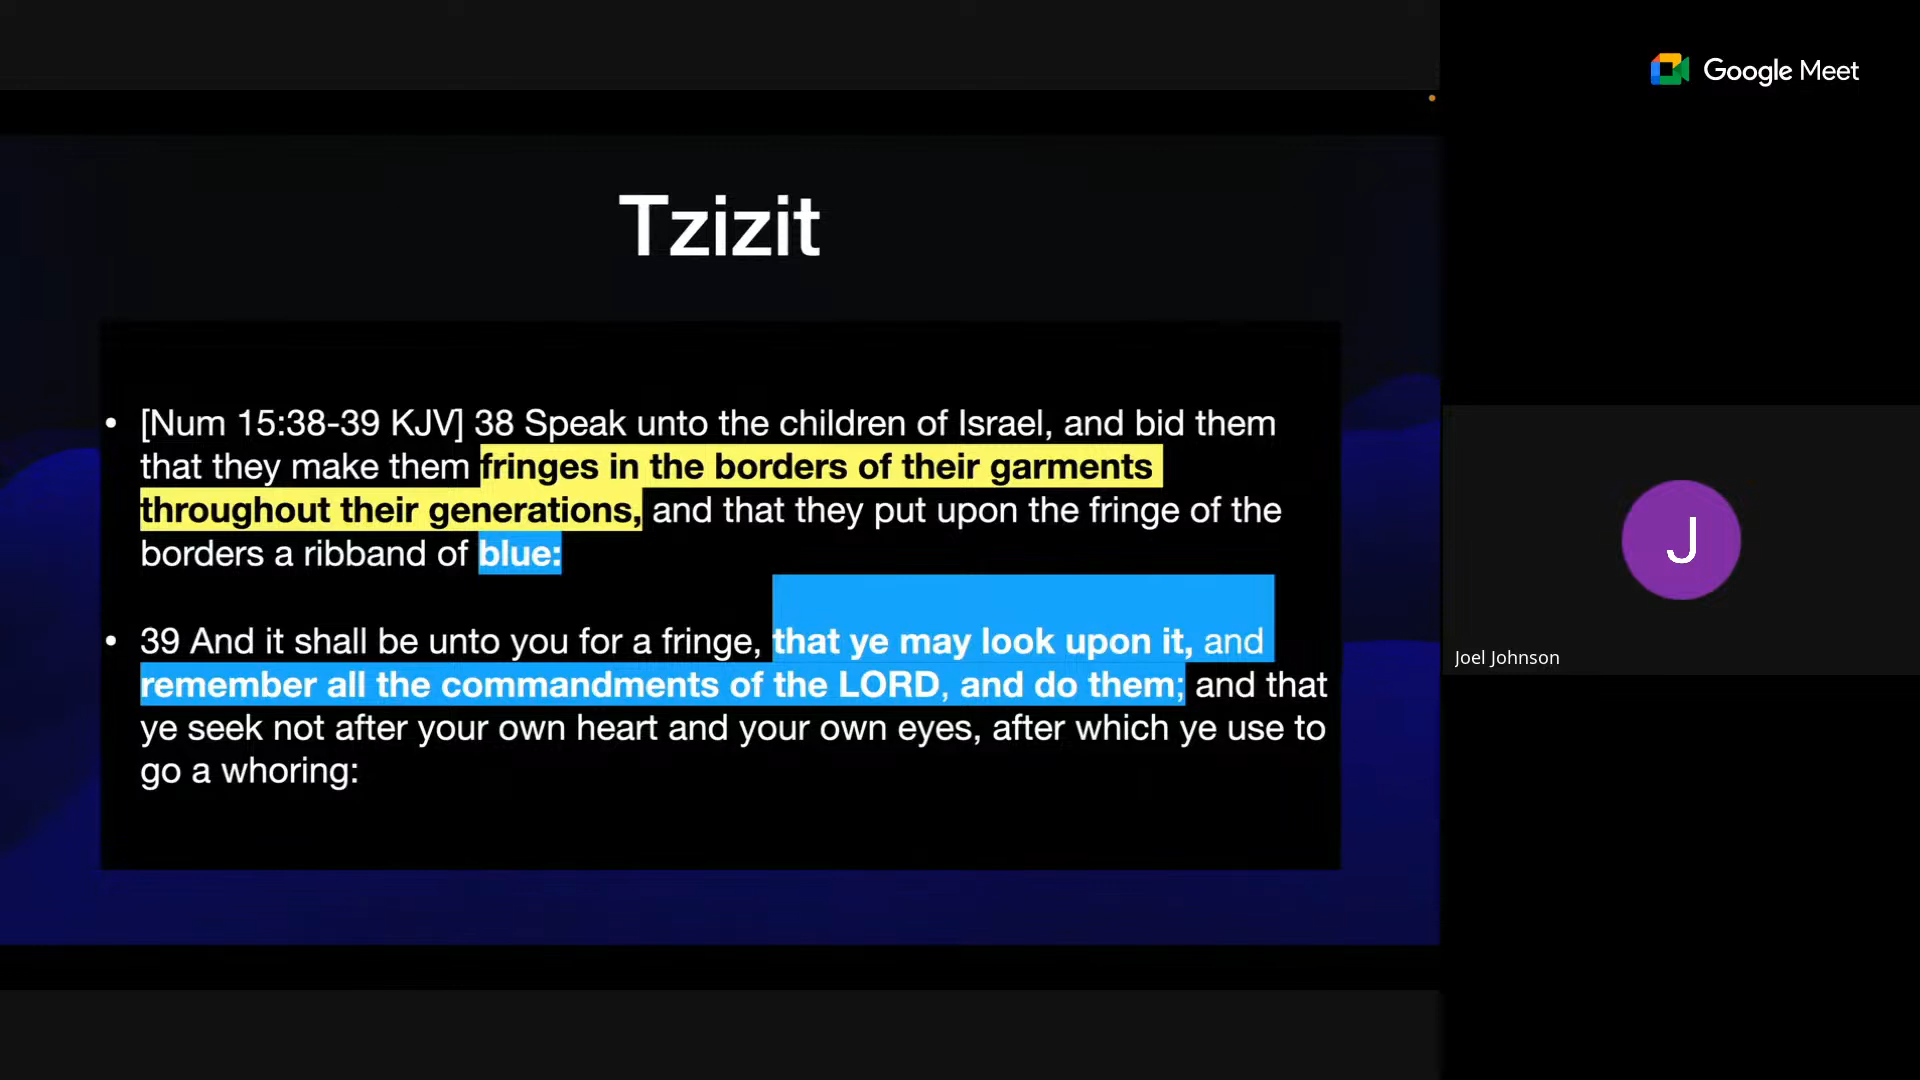 Google Meet
Tzizit
• [Num 15:38-39 KJV] 38 Speak unto the children of Israel, and bid them
that they make them fringes in the borders of their garments
throughout their generations, and that they put upon the fringe of the
borders a ribband of blue:
• 39 And it shall be unto you for a fringe, that ye may look upon it, and
remember all the commandments of the LORD, and do them; and that
ye seek not after your own heart and your own eyes, after which ye use to
go a whoring:
J
Joel Johnson